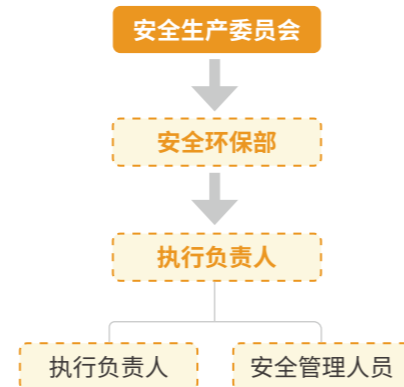 安全生产委员会
安全环保部
执行负责人
执行负责人
安全管理人员